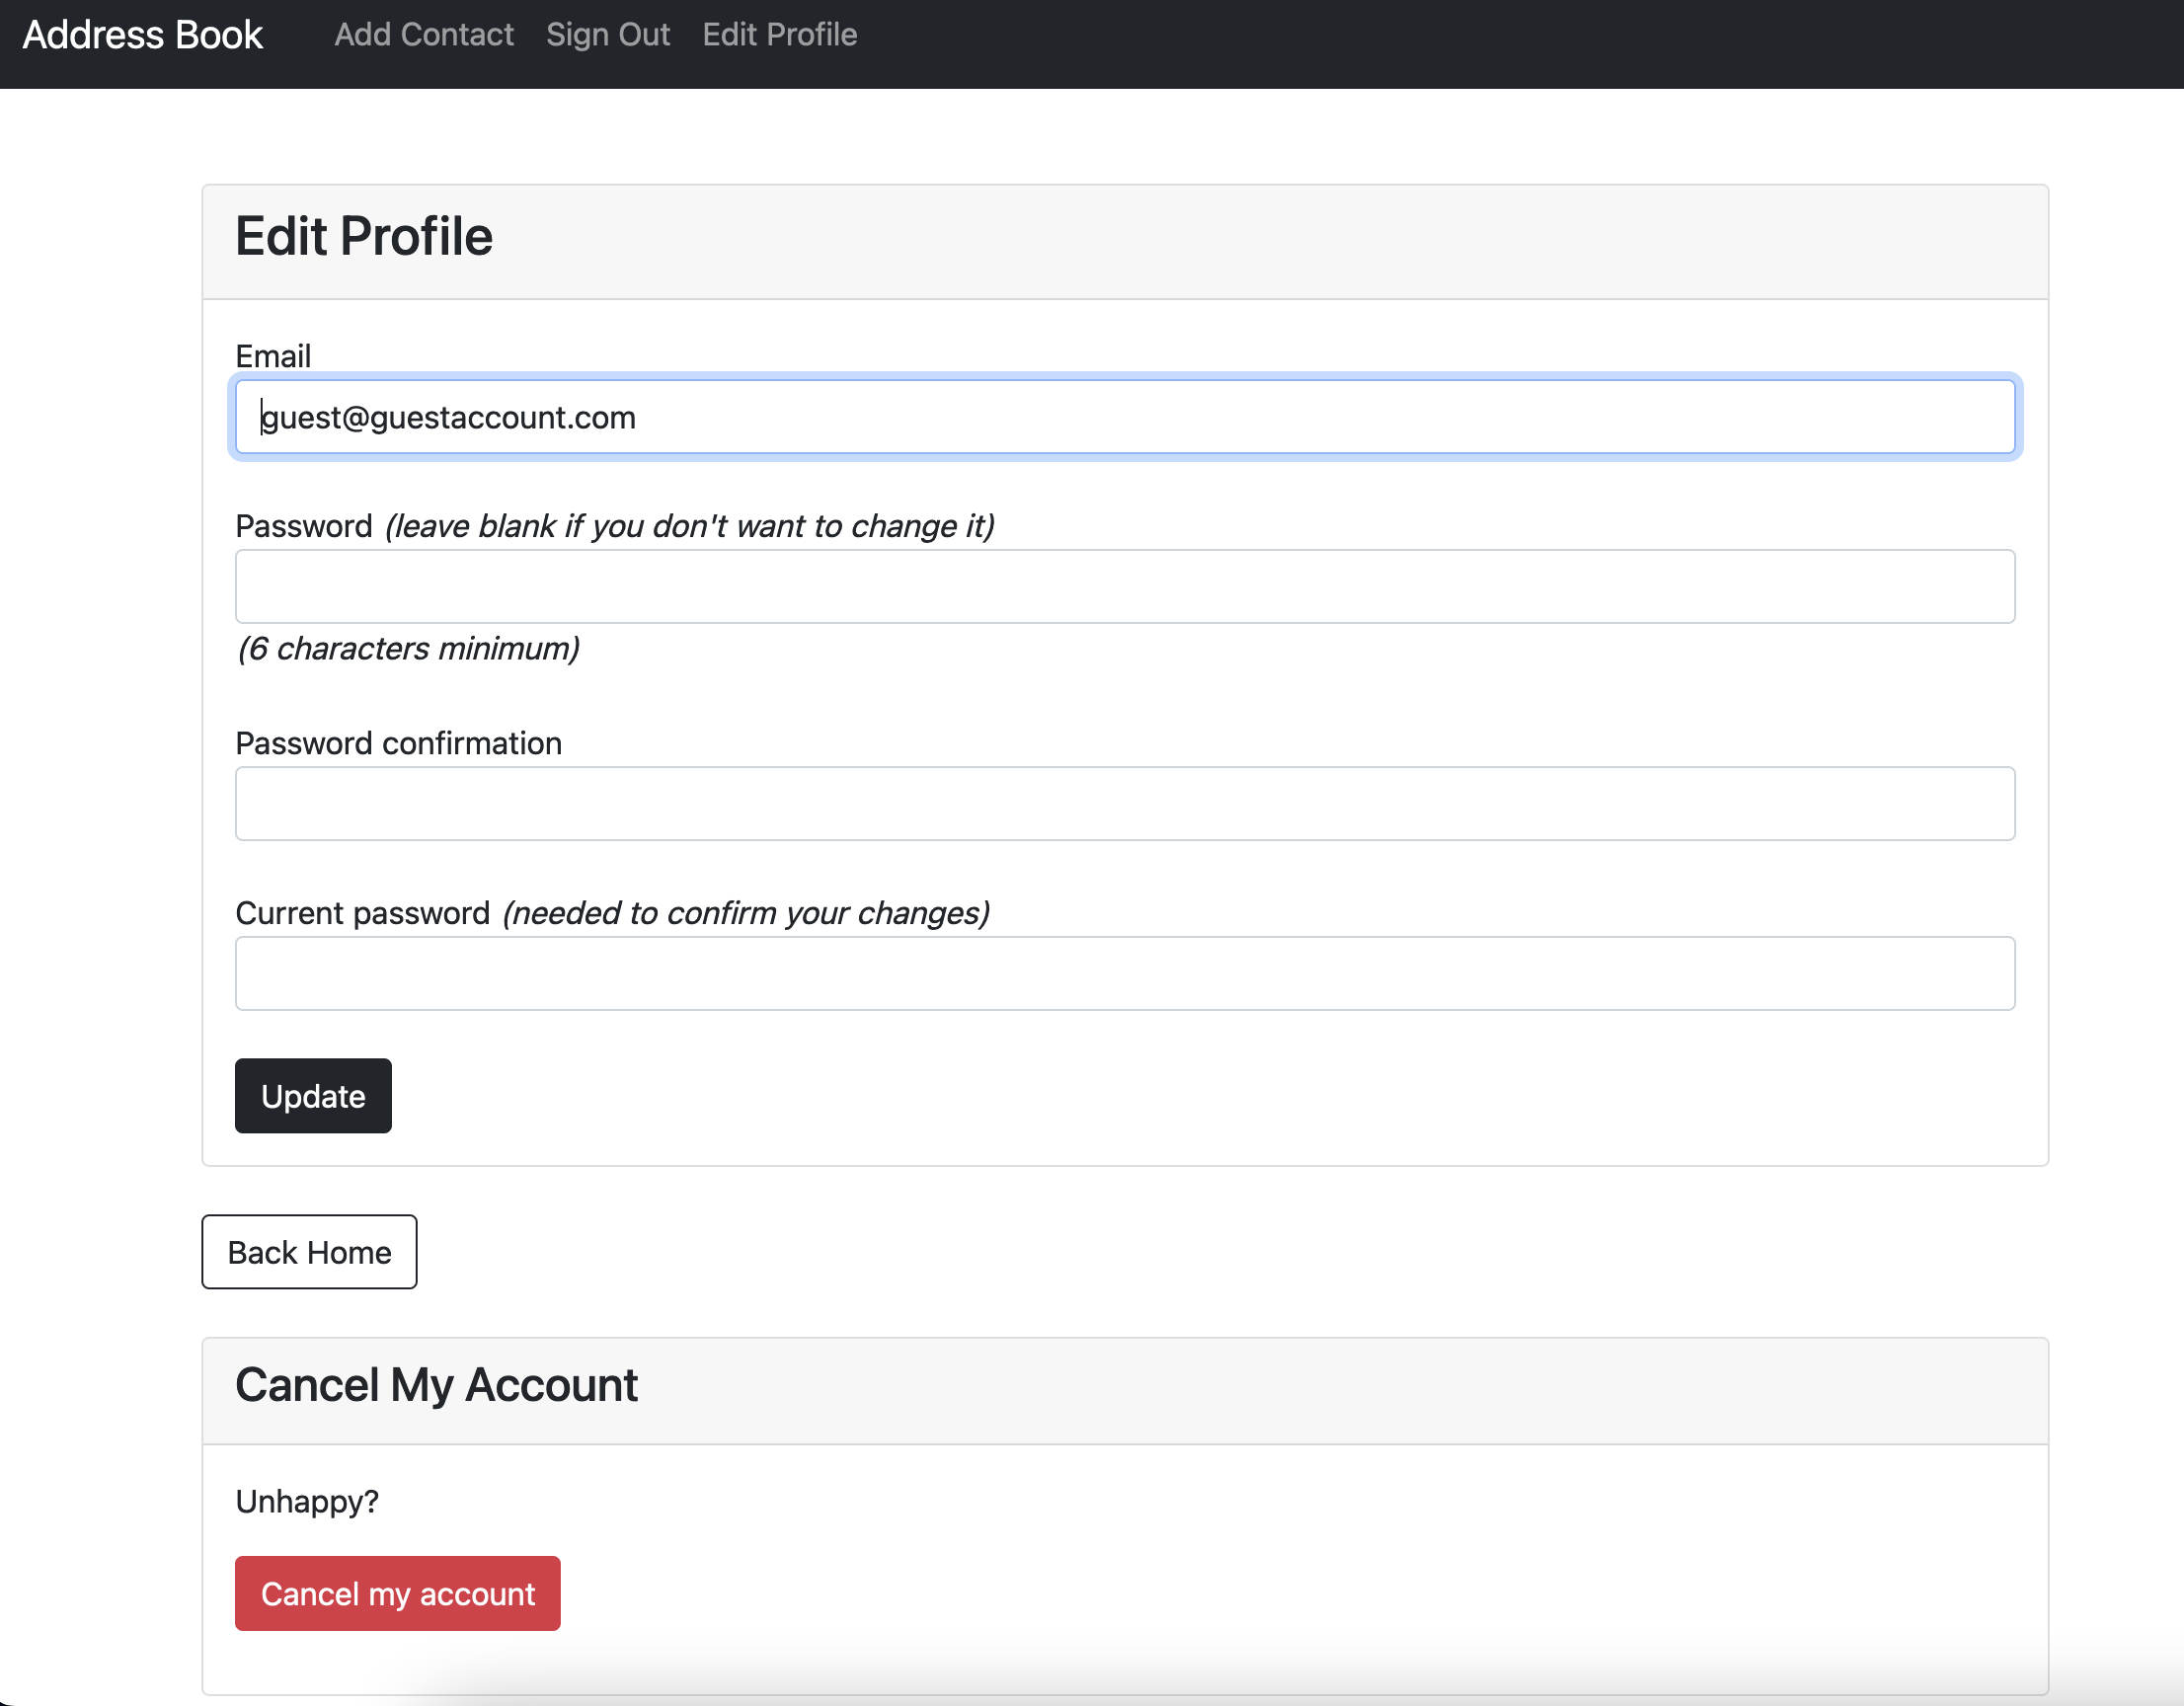 Address Book Add Contact Sign Out Edit Profile
Edit Profile
Email
guest@guestaccount.com
Password (leave blank if you don't want to change it)
(6 characters minimum)
Password confirmation
Current password (needed to confirm your changes)
Update
Back Home
Cancel My Account
Unhappy?
Cancel my account